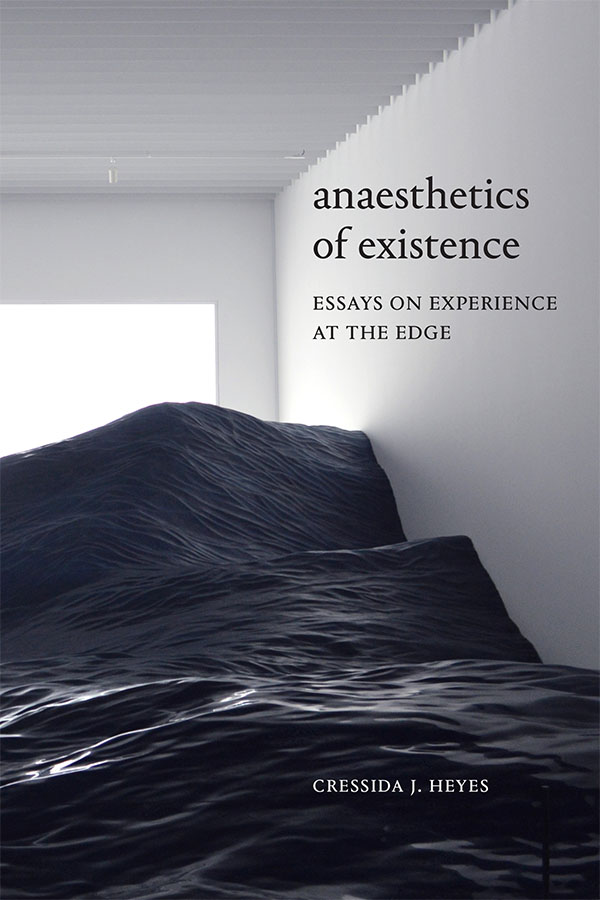 anaesthetics
of existence
ESSAYS ON EXPERIENCE
AT THE EDGE
CRESSIDA J. HEYES